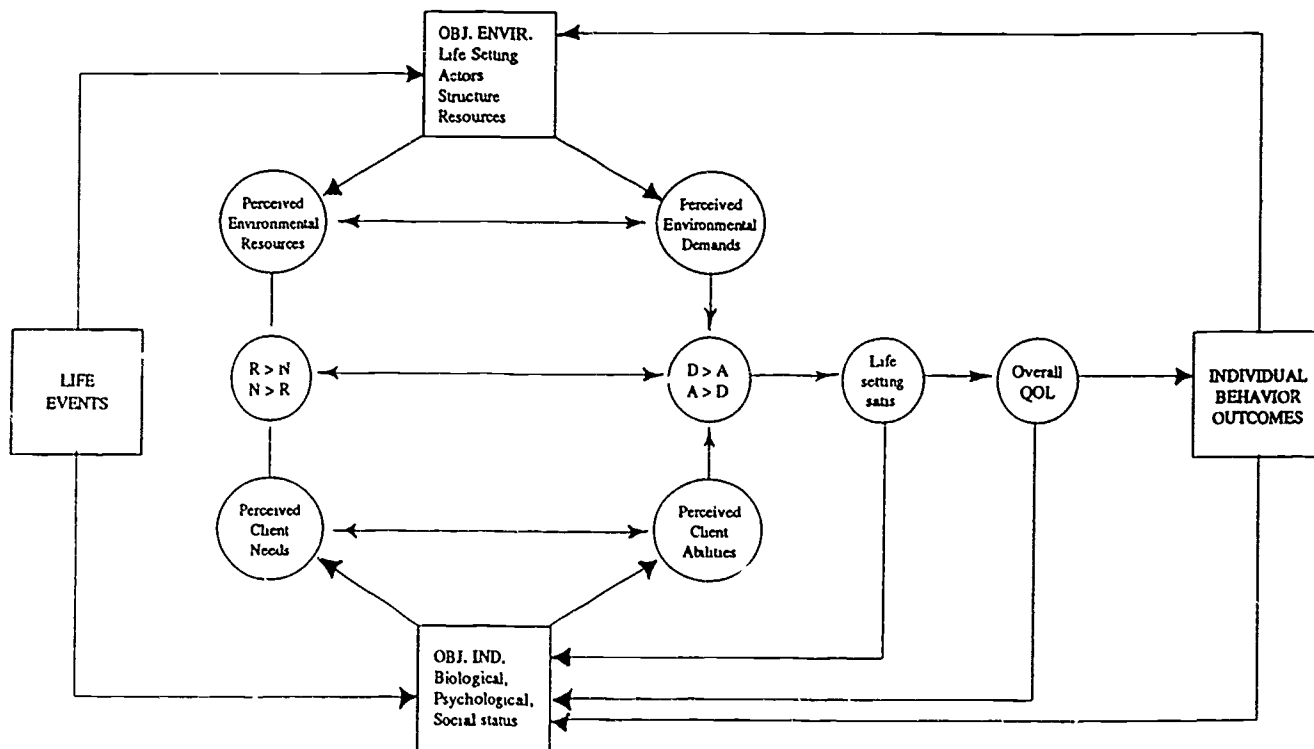 OBJ. ENVIR.
Life Setting
Actors
Structure
Resources
Perceived
Environmental
Resources
Perceived
Environmental
Demands
LIFE
EVENTS
R > N
N > R
D > A
A > D
Life
setting
satis
Overall
QOL
INDIVIDUAL
BEHAVIOR
OUTCOMES
Perceived
Client
Needs
Perceived
Client
Abilities
OBJ. IND.
Biological,
Psychological,
Social status